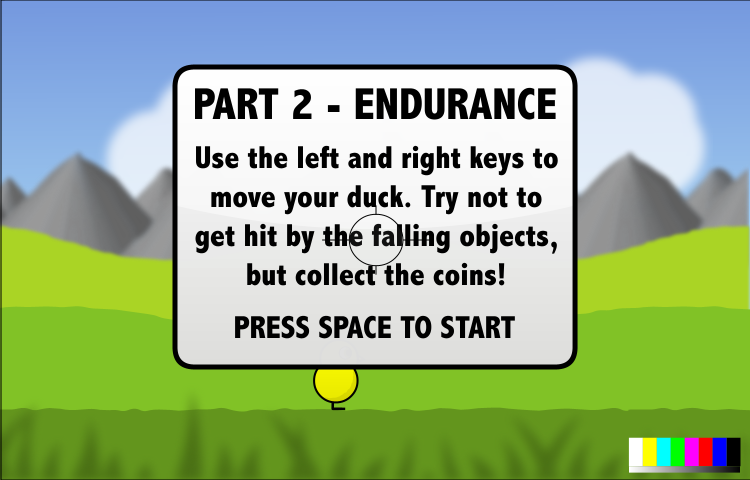 PART 2 - ENDURANCE
Use the left and right keys to
move your duck. Try not to
get hit by the falling objects,
but collect the coins!
PRESS SPACE TO START